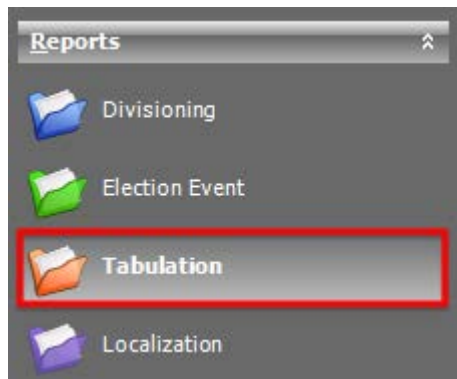 Reports
Divisioning
Election Event
Tabulation
Localization